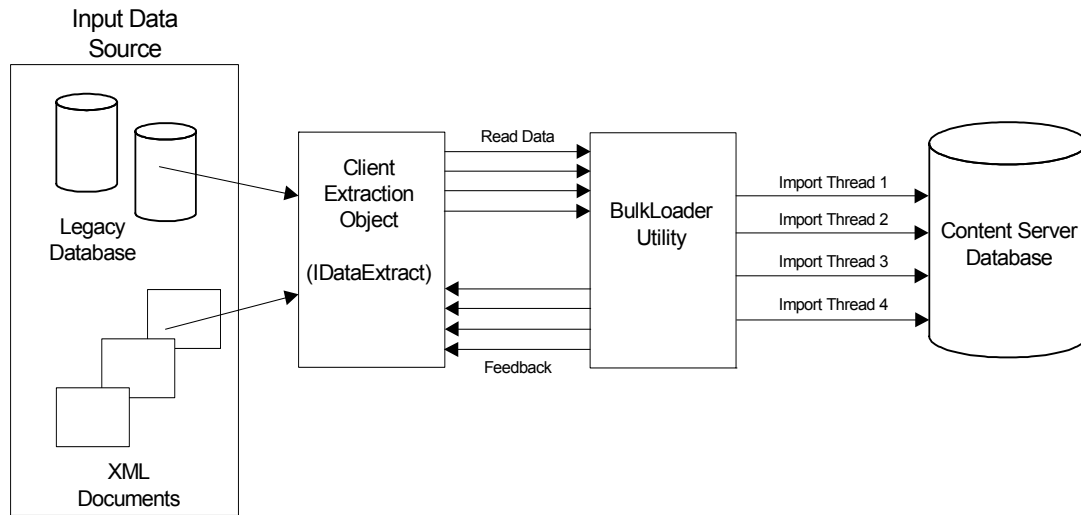 Input Data
Source
Legacy
Database
XML
Documents
Client
Extraction
Object
(IDataExtract)
Read Data
Feedback
BulkLoader
Utility
Import Thread 1
Import Thread 2
Import Thread 3
Import Thread 4
Content Server
Database